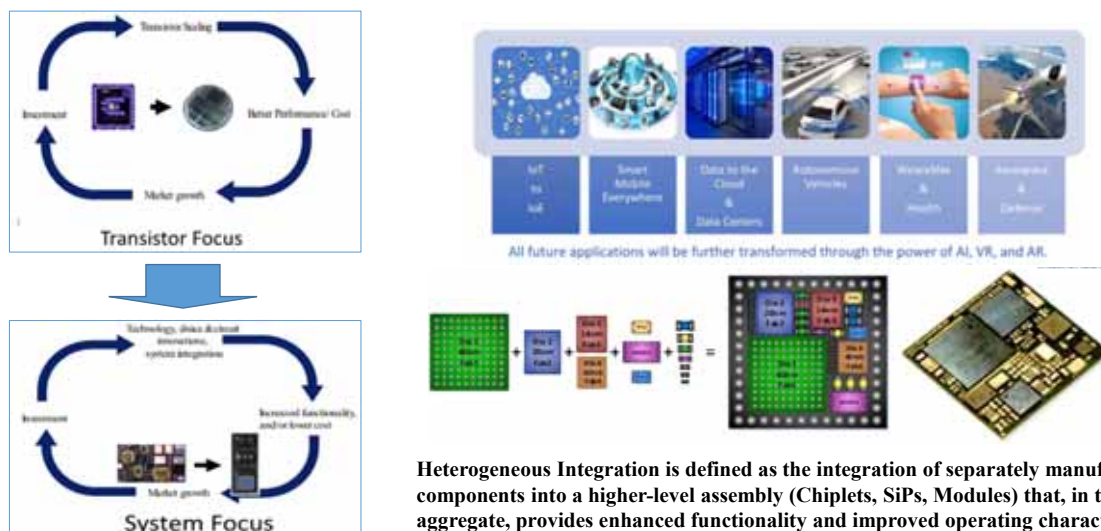 Transistor Scaling
Investment
Better Performance/Cost
Market growth
Transistor Focus
Technology, device & circuit
innovations,
system integration
Investment
Increased functionality,
and/or lower cost
Market growth
System Focus
IoT
to
IoE
Smart
Mobile
Everywhere
Data to the
Cloud
&
Data Centers
Autonomous
Vehicles
Wearables
&
Health
Aerospace
&
Defense
All future applications will be further transformed through the power of AI, VR, and AR.
+ + + + + =
Heterogeneous Integration is defined as the integration of separately manuf
components into a higher-level assembly (Chiplets, SiPs, Modules) that, in t
aggregate, provides enhanced functionality and improved operating charact